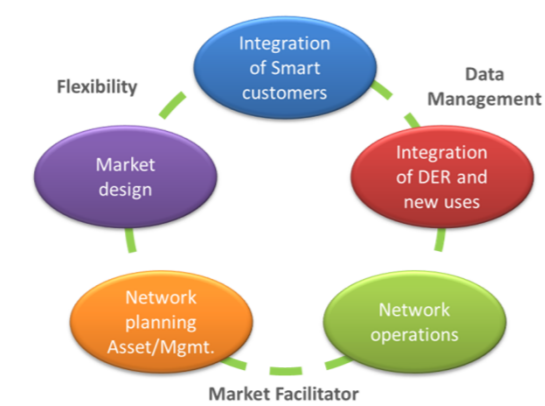 Integration
of Smart
customers
Flexibility
Data
Management
Market
design
Integration
of DER and
new uses
Network
planning
Asset/Mgmt.
Network
operations
Market Facilitator